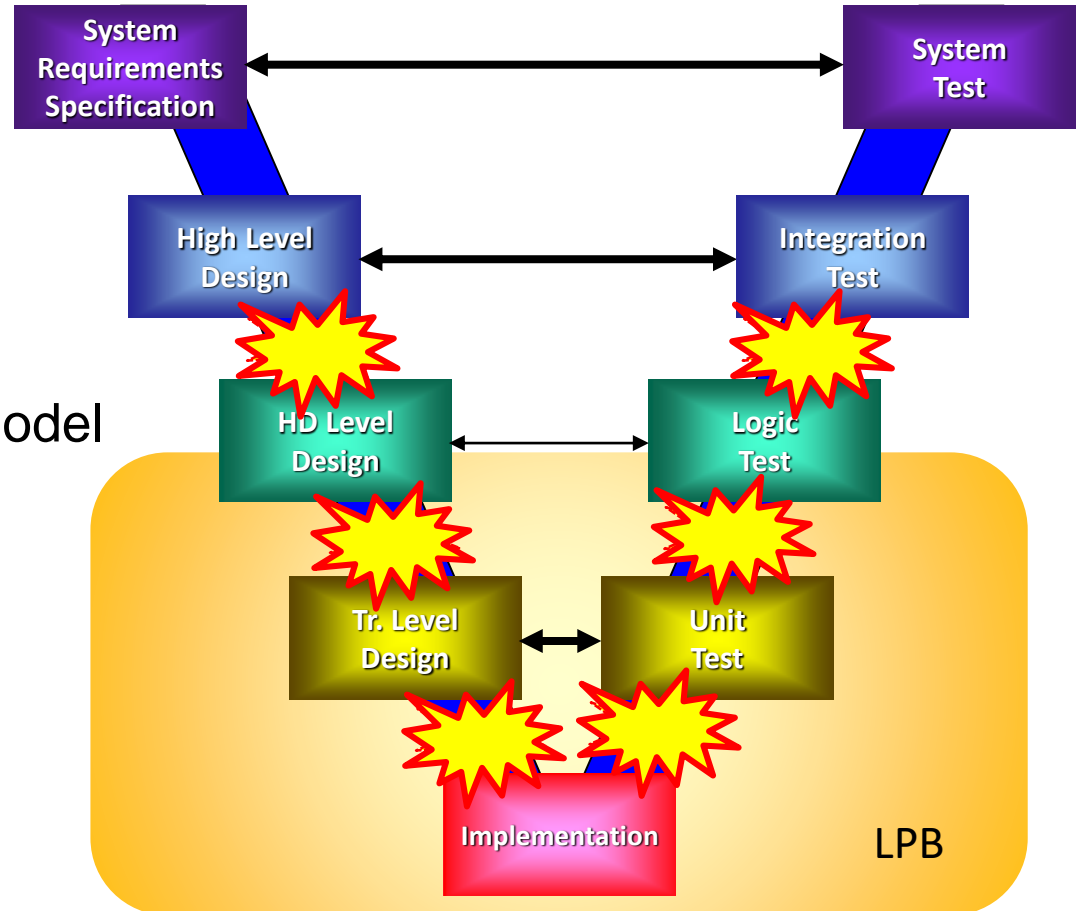 System
Requirements
Specification
System
Test
High Level
Design
Integration
Test
odel
HD Level
Design
Logic
Test
Tr. Level
Design
Unit
Test
Implementation
LPB